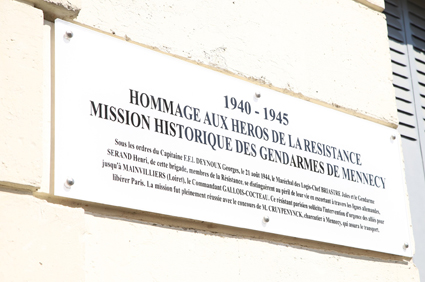 1940 - 1945
HOMMAGE AUX HEROS DE LA RESISTANCE
MISSION HISTORIQUE DES GENDARMES DE MENNECY
Sous les ordres du Capitaine F.F.I. DEYNOUX Georges, le 21 août 1944, le Maréchal des Logis-Chef BRIASTRE Jules et le Gendarme
SERAND Henri, de cette brigade, membres de la Résistance, se distinguèrent au péril de leur vie en escortant à travers les lignes allemandes,
jusqu'à MAINVILLIERS (Loiret), le Commandant GALLOIS-COCTEAU. Ce résistant parisien sollicita l'intervention d'urgence des alliés pour
libérer Paris. La mission fut pleinement réussie avec le concours de M. CRUYPENYNCK, charcutier à Mennecy, qui assura le transport.